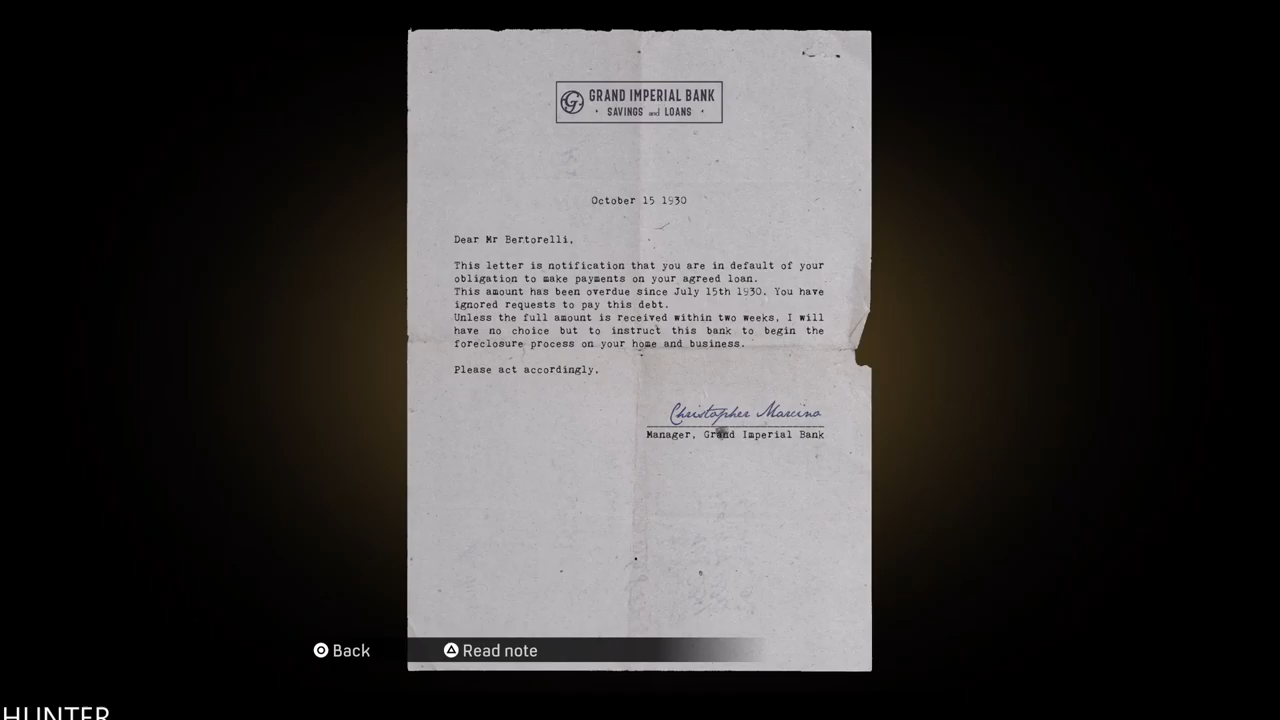 GRAND IMPERIAL BANK
SAVINGS and LOANS
October 15 1930
Dear Mr Bertorelli,
This letter is notification that you are in default of your
obligation to make payments on your agreed loan.
This amount has been overdue since July 15th 1930. You have
ignored requests to pay this debt.
Unless the full amount is received within two weeks, I will
have no choice but to instruct this bank to begin the
foreclosure process on your home and business.
Please act accordingly,
Christopher Marcino
Manager, Grand Imperial Bank
Back
Read note
HUNTER